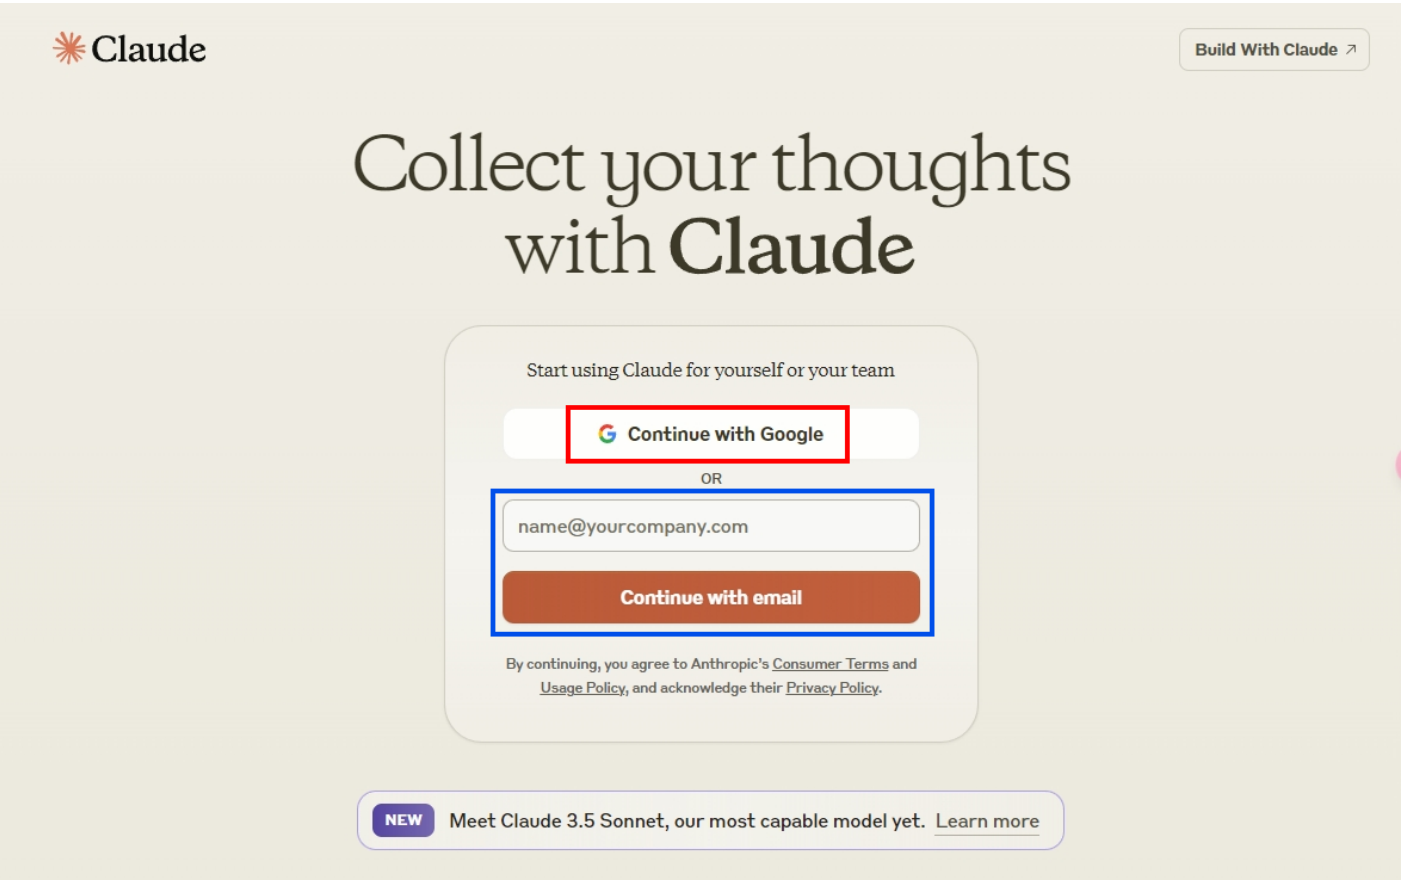 Claude
Build With Claude ↗
Collect your thoughts
with Claude
Start using Claude for yourself or your team
Continue with Google
OR
name@yourcompany.com
Continue with email
By continuing, you agree to Anthropic's Consumer Terms and
Usage Policy, and acknowledge their Privacy Policy.
NEW Meet Claude 3.5 Sonnet, our most capable model yet. Learn more